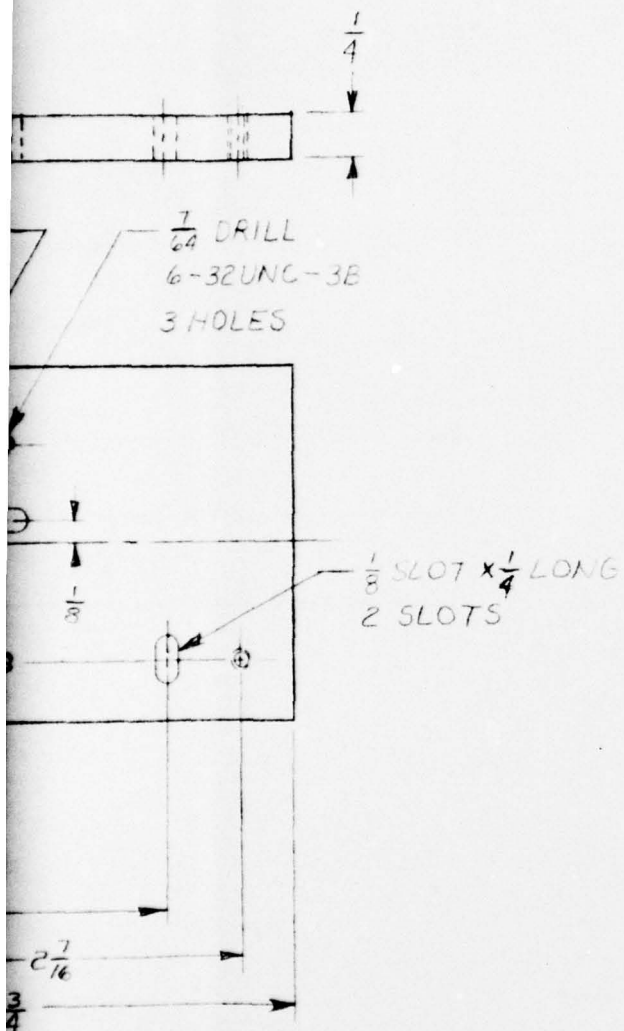 1/4
7/64 DRILL
6-32UNC-3B
3 HOLES
1/8
1/8 SLOT x 1/4 LONG
2 SLOTS
2 7/16
3/4